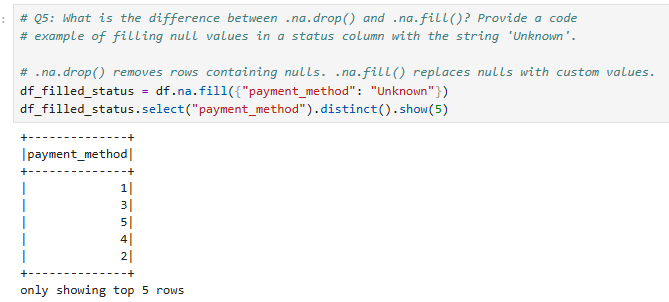 : # Q5: What is the difference between .na.drop() and .na.fill()? Provide a code
# example of filling null values in a status column with the string 'Unknown'.
# .na.drop() removes rows containing nulls. .na.fill() replaces nulls with custom values.
df_filled_status = df.na.fill({"payment_method": "Unknown"})
df_filled_status.select("payment_method").distinct().show(5)
+--------------+
|payment_method|
+--------------+
|             1|
|             3|
|             5|
|             4|
|             2|
+--------------+
only showing top 5 rows